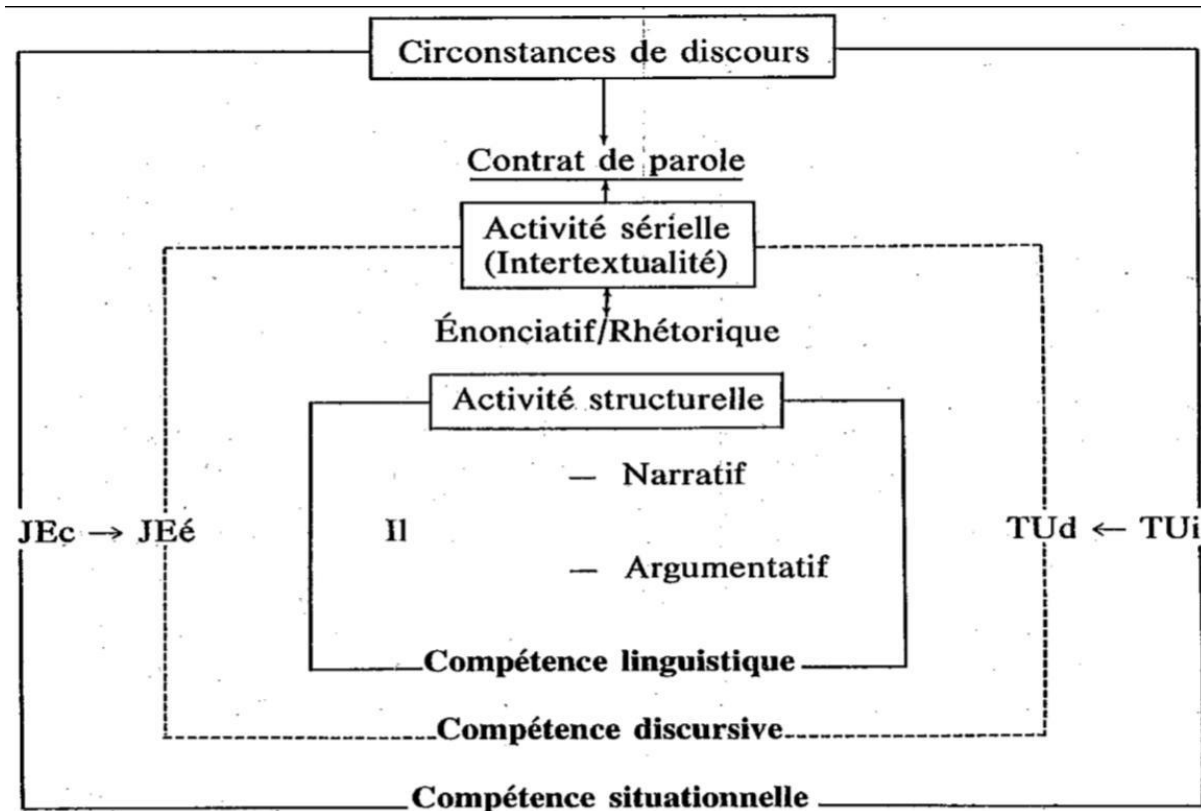 Circonstances de discours
Contrat de parole
Activité sérielle
(Intertextualité)
Énonciatif/Rhétorique
Activité structurelle
— Narratif
JEc → JEé
Il
TUd ← TUi
— Argumentatif
Compétence linguistique
Compétence discursive
Compétence situationnelle